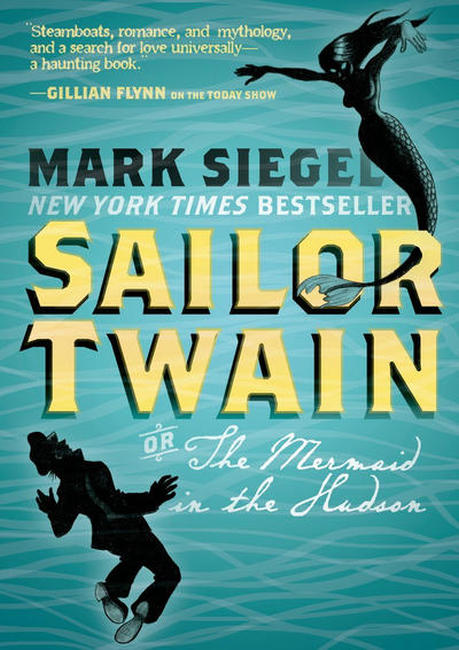 "Steamboats, romance, and mythology,
and a search for love universally—
a haunting book."
—GILLIAN FLYNN ON THE TODAY SHOW
MARK SIEGEL
NEW YORK TIMES BESTSELLER
SAILOR
TWAIN
OR The Mermaid
in the Hudson